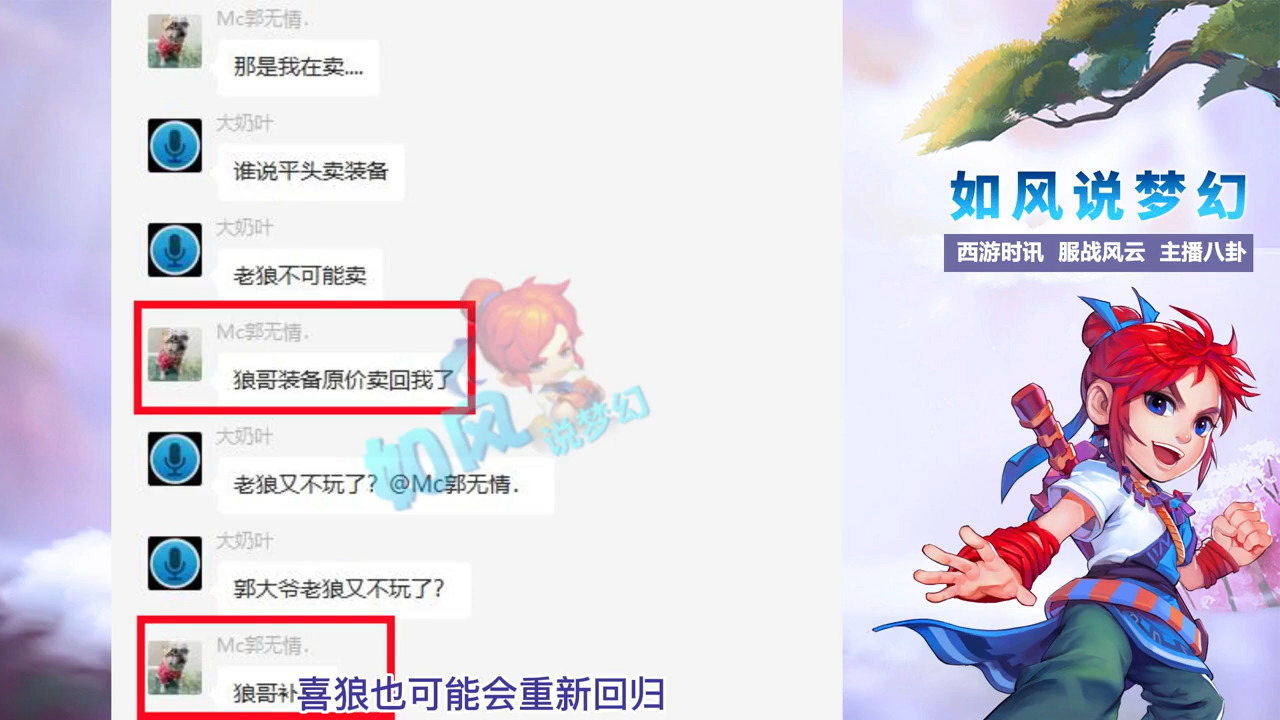 Mc郭无情.
那是我在卖....
大奶叶
谁说平头卖装备
大奶叶
老狼不可能卖
Mc郭无情.
狼哥装备原价卖回我了
大奶叶
老狼又不玩了？@Mc郭无情.
大奶叶
郭大爷老狼又不玩了？
Mc郭无情.
狼哥补
喜狼也可能会重新回归
如风说梦幻
如风说梦幻
西游时讯 服战风云 主播八卦